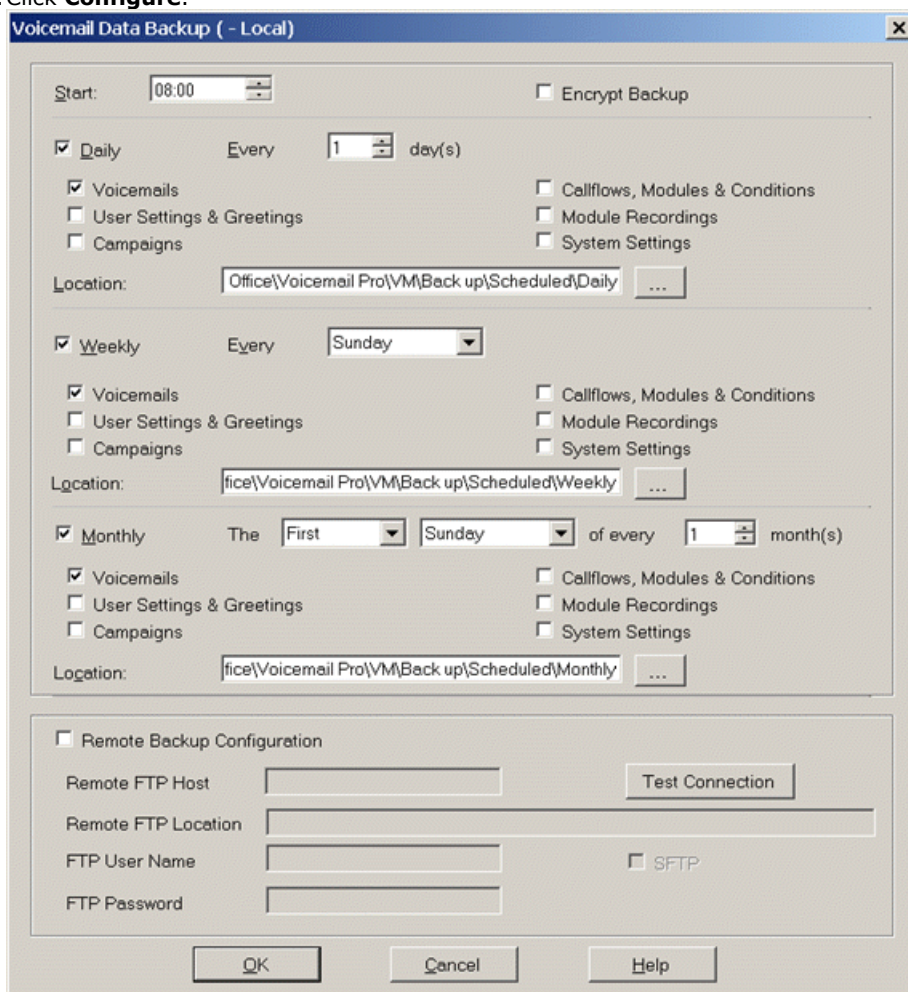 Click Configure.
Voicemail Data Backup ( - Local)
Start: 08:00 Encrypt Backup
Daily Every 1 day(s)
Voicemails Callflows, Modules & Conditions
User Settings & Greetings Module Recordings
Campaigns System Settings
Location: Office\Voicemail Pro\VM\Back up\Scheduled\Daily ...
Weekly Every Sunday
Voicemails Callflows, Modules & Conditions
User Settings & Greetings Module Recordings
Campaigns System Settings
Location: fice\Voicemail Pro\VM\Back up\Scheduled\Weekly ...
Monthly The First Sunday of every 1 month(s)
Voicemails Callflows, Modules & Conditions
User Settings & Greetings Module Recordings
Campaigns System Settings
Location: fice\Voicemail Pro\VM\Back up\Scheduled\Monthly ...
Remote Backup Configuration
Remote FTP Host Test Connection
Remote FTP Location
FTP User Name SFTP
FTP Password
OK Cancel Help